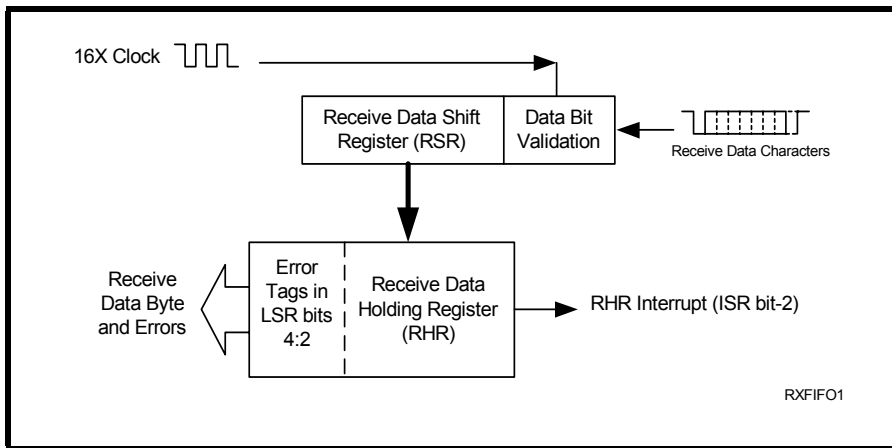 16X Clock
Receive Data Shift
Register (RSR)
Data Bit
Validation
Receive Data Characters
Receive
Data Byte
and Errors
Error
Tags in
LSR bits
4:2
Receive Data
Holding Register
(RHR)
RHR Interrupt (ISR bit-2)
RXFIFO1